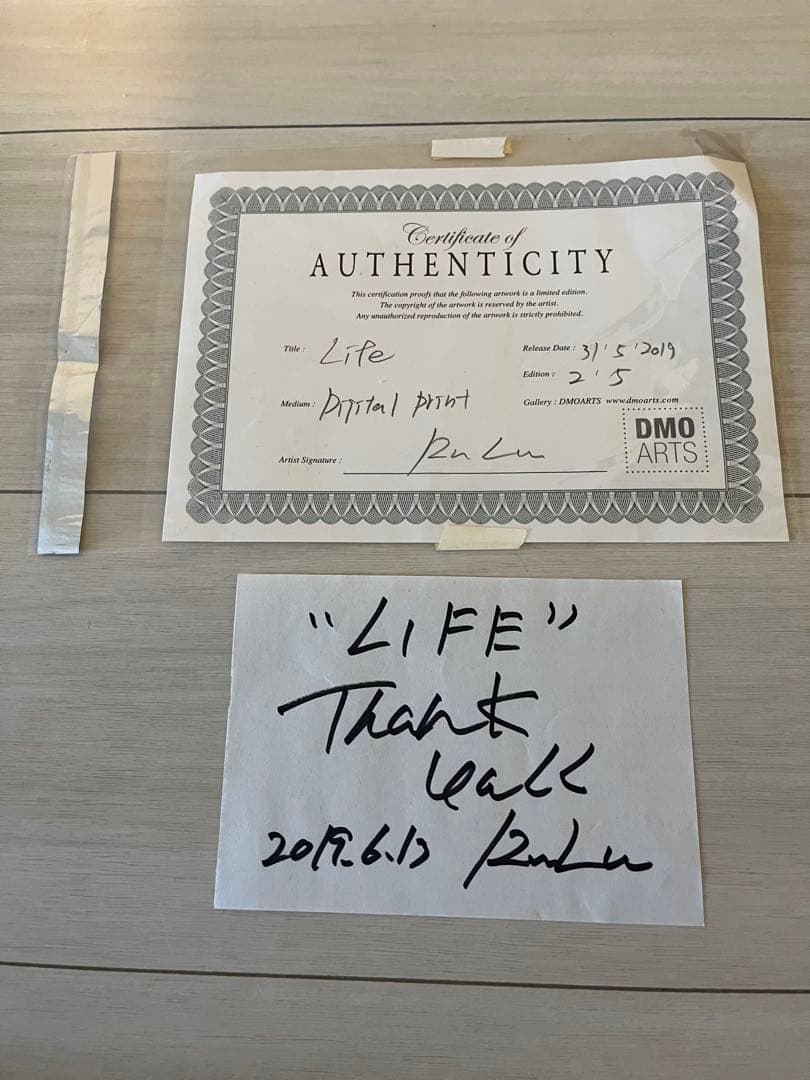 Certificate of
AUTHENTICITY
This certification proofs that the following artwork is a limited edition.
The copyright of the artwork is reserved by the artist.
Any unauthorized reproduction of the artwork is strictly prohibited.
Title : Life
Release Date : 31'5'2019
Edition : 2'5
Medium : Digital print
Gallery : DMOARTS www.dmoarts.com
DMO
ARTS
Artist Signature :
"LIFE"
Thank
2019.6.